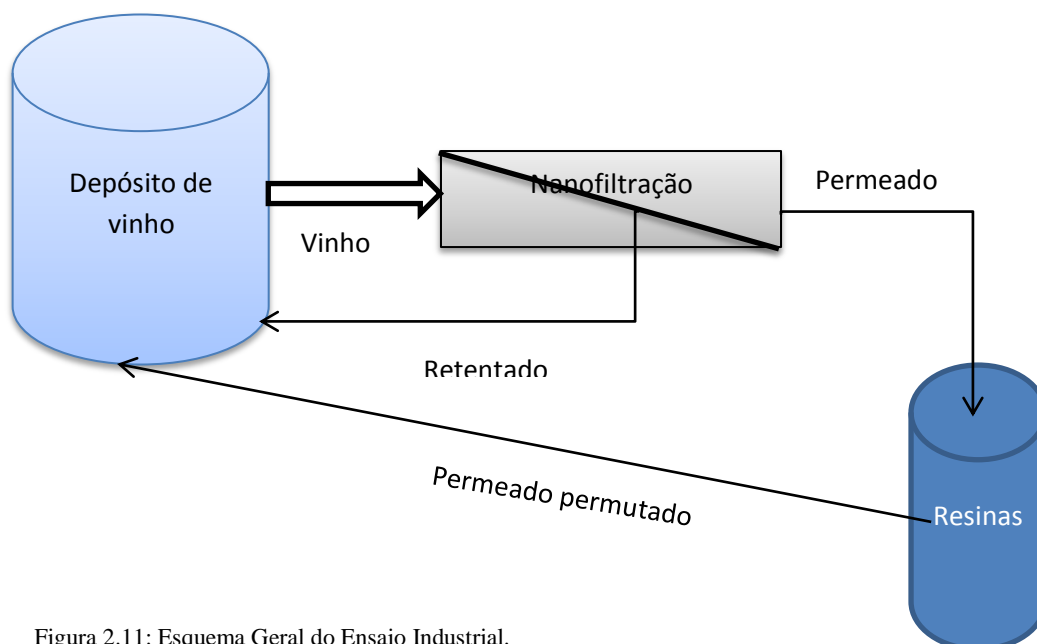 Depósito de
vinho
Vinho
Nanofiltração
Permeado
Retentado
Permeado permutado
Resinas
Figura 2.11: Esquema Geral do Ensaio Industrial.